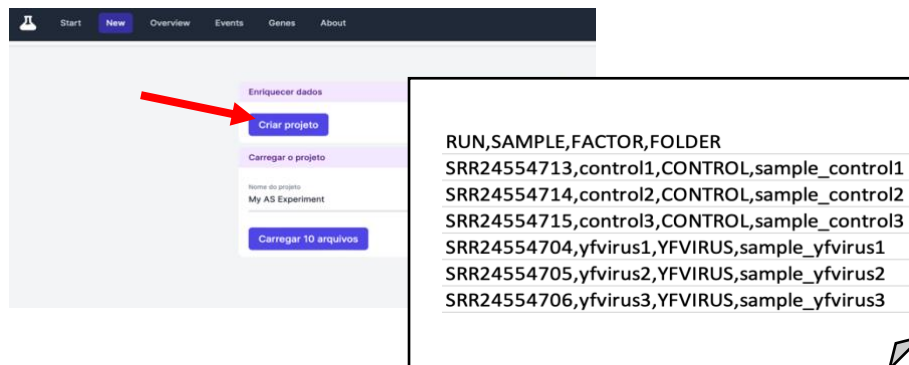 Start New Overview Events Genes About
Enriquecer dados
Criar projeto
Carregar o projeto
Nome do projeto
My AS Experiment
Carregar 10 arquivos
RUN,SAMPLE,FACTOR,FOLDER
SRR24554713,control1,CONTROL,sample_control1
SRR24554714,control2,CONTROL,sample_control2
SRR24554715,control3,CONTROL,sample_control3
SRR24554704,yfvirus1,YFVIRUS,sample_yfvirus1
SRR24554705,yfvirus2,YFVIRUS,sample_yfvirus2
SRR24554706,yfvirus3,YFVIRUS,sample_yfvirus3